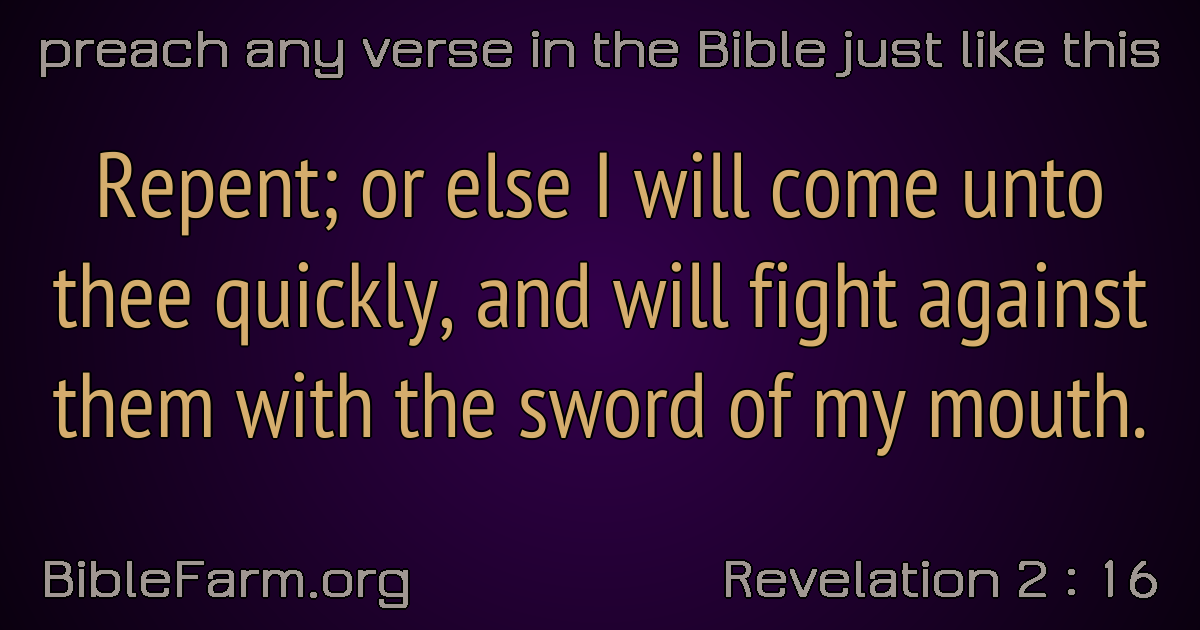 preach any verse in the Bible just like this
Repent; or else I will come unto
thee quickly, and will fight against
them with the sword of my mouth.
BibleFarm.org
Revelation 2 : 16